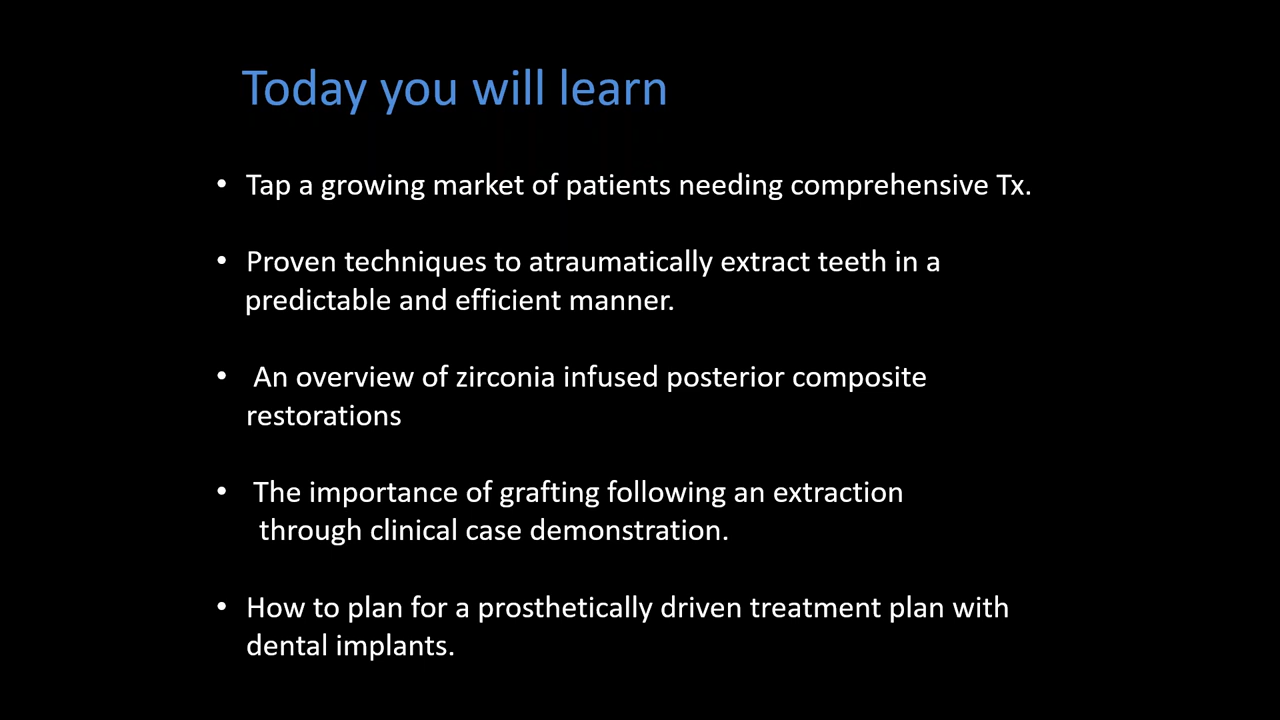 Today you will learn
• Tap a growing market of patients needing comprehensive Tx.
• Proven techniques to atraumatically extract teeth in a
predictable and efficient manner.
• An overview of zirconia infused posterior composite
restorations
• The importance of grafting following an extraction
through clinical case demonstration.
• How to plan for a prosthetically driven treatment plan with
dental implants.